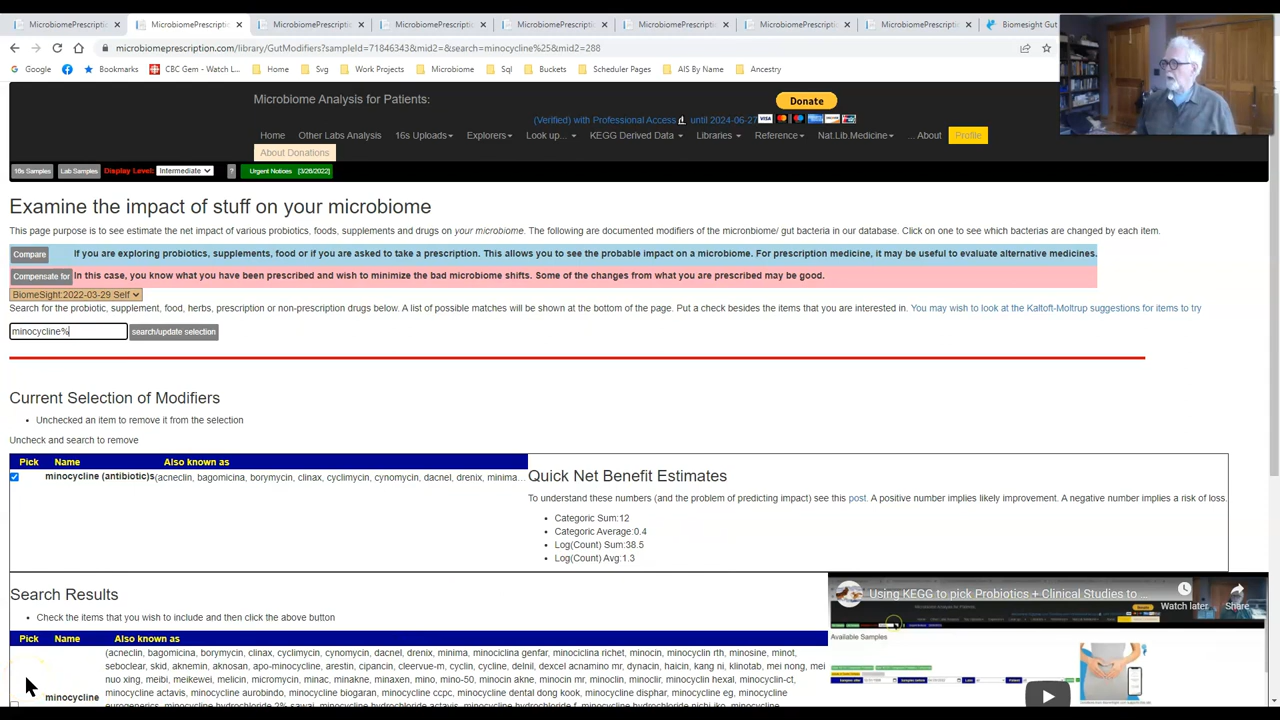 MicrobiomePrescripti × MicrobiomePrescripti × MicrobiomePrescripti × MicrobiomePrescripti × MicrobiomePrescripti × MicrobiomePrescripti × MicrobiomePrescripti × MicrobiomePrescripti × Biomesight Gut
microbiomeprescription.com/library/GutModifiers?sampleId=71846343&mid2=&search=minocycline%25&mid2=288
Google Bookmarks CBC Gem – Watch L... Home Svg Work Projects Microbiome Sql Buckets Scheduler Pages AIS By Name Ancestry
Microbiome Analysis for Patients:
Donate
(Verified) with Professional Access until 2024-06-27 VISA
Home Other Labs Analysis 16s Uploads Explorers Look up... KEGG Derived Data Libraries Reference Nat.Lib.Medicine ... About Profile
About Donations
16s Samples Lab Samples Display Level: Intermediate ? Urgent Notices [3/26/2022]
Examine the impact of stuff on your microbiome
This page purpose is to see estimate the net impact of various probiotics, foods, supplements and drugs on your microbiome. The following are documented modifiers of the micronbiome/ gut bacteria in our database. Click on one to see which bacterias are changed by each item.
Compare If you are exploring probiotics, supplements, food or if you are asked to take a prescription. This allows you to see the probable impact on a microbiome. For prescription medicine, it may be useful to evaluate alternative medicines.
Compensate for In this case, you know what you have been prescribed and wish to minimize the bad microbiome shifts. Some of the changes from what you are prescribed may be good.
BiomeSight:2022-03-29 Self
Search for the probiotic, supplement, food, herbs, prescription or non-prescription drugs below. A list of possible matches will be shown at the bottom of the page. Put a check besides the items that you are interested in. You may wish to look at the Kaltoft-Moltrup suggestions for items to try
minocycline% search/update selection
Current Selection of Modifiers
• Unchecked an item to remove it from the selection
Uncheck and search to remove
Pick Name Also known as
minocycline (antibiotic)s (acneclin, bagomicina, borymycin, clinax, cyclimycin, cynomycin, dacnel, drenix, minima...
Quick Net Benefit Estimates
To understand these numbers (and the problem of predicting impact) see this post. A positive number implies likely improvement. A negative number implies a risk of loss.
• Categoric Sum:12
• Categoric Average:0.4
• Log(Count) Sum:38.5
• Log(Count) Avg:1.3
Search Results
• Check the items that you wish to include and then click the above button
Pick Name Also known as
(acneclin, bagomicina, borymycin, clinax, cyclimycin, cynomycin, dacnel, drenix, minima, minociclina genfar, minociclina richet, minocin, minocyclin rth, minosine, minot,
seboclear, skid, aknemin, aknosan, apo-minocycline, arestin, cipancin, cleervue-m, cyclin, cycline, delnil, dexcel acnamino mr, dynacin, haicin, kang ni, klinotab, mei nong, mei
nuo xing, meibi, meikewei, melicin, micromycin, minac, minakne, minaxen, mino, mino-50, minocin akne, minocin mr, minoclin, minoclir, minocyclin hexal, minocyclin-ct,
minocycline minocycline actavis, minocycline aurobindo, minocycline biogaran, minocycline ccpc, minocycline dental dong kook, minocycline disphar, minocycline eg, minocycline
eurogenerics, minocycline hydrochloride 2% sawai, minocycline hydrochloride actavis, minocycline hydrochloride nichi-iko, minocycline
Using KEGG to pick Probiotics + Clinical Studies to ...
Watch later Share
Available Samples